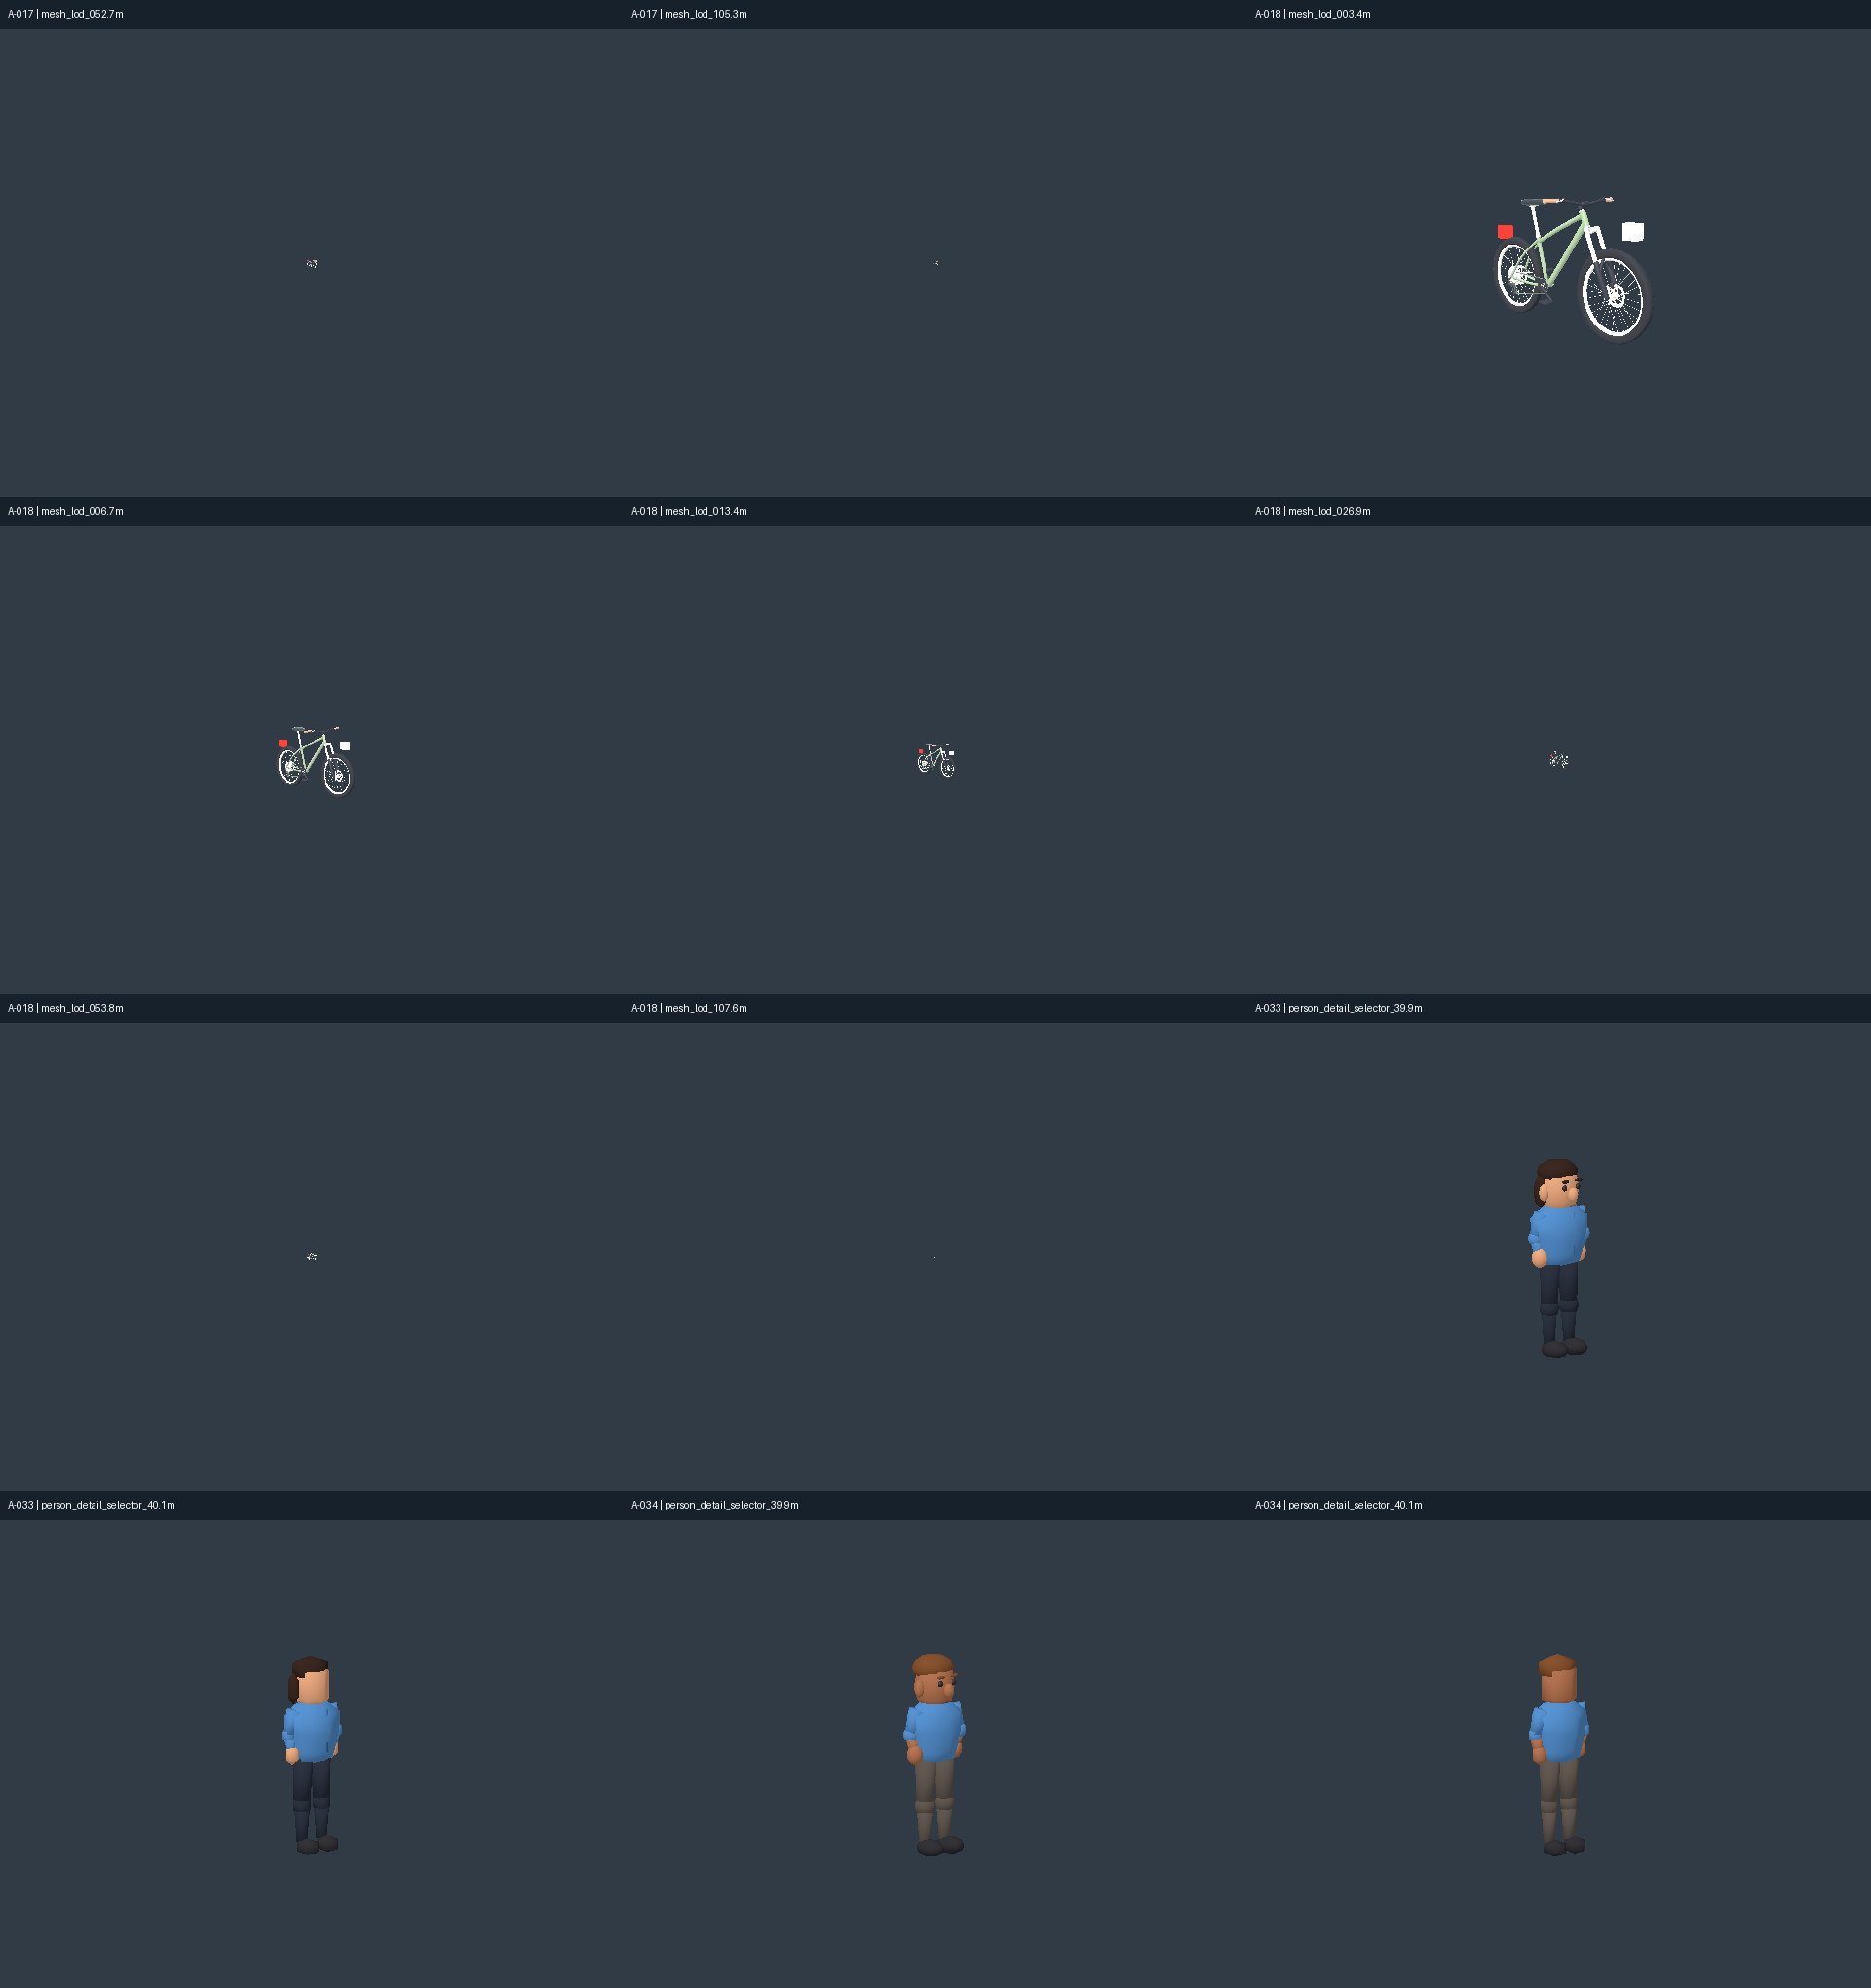 A-017 | mesh_lod_052.7m
A-017 | mesh_lod_105.3m
A-018 | mesh_lod_003.4m
A-018 | mesh_lod_006.7m
A-018 | mesh_lod_013.4m
A-018 | mesh_lod_026.9m
A-018 | mesh_lod_053.8m
A-018 | mesh_lod_107.6m
A-033 | person_detail_selector_39.9m
A-033 | person_detail_selector_40.1m
A-034 | person_detail_selector_39.9m
A-034 | person_detail_selector_40.1m